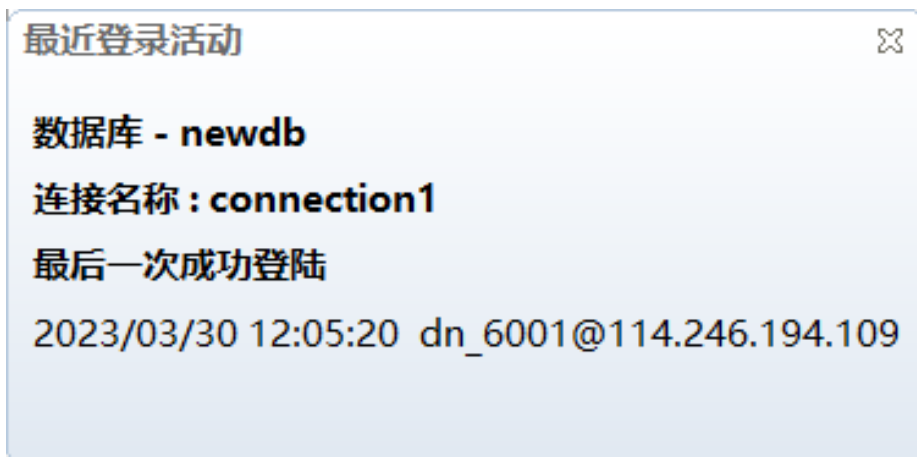 最近登录活动
数据库 - newdb
连接名称 : connection1
最后一次成功登陆
2023/03/30 12:05:20 dn_6001@114.246.194.109